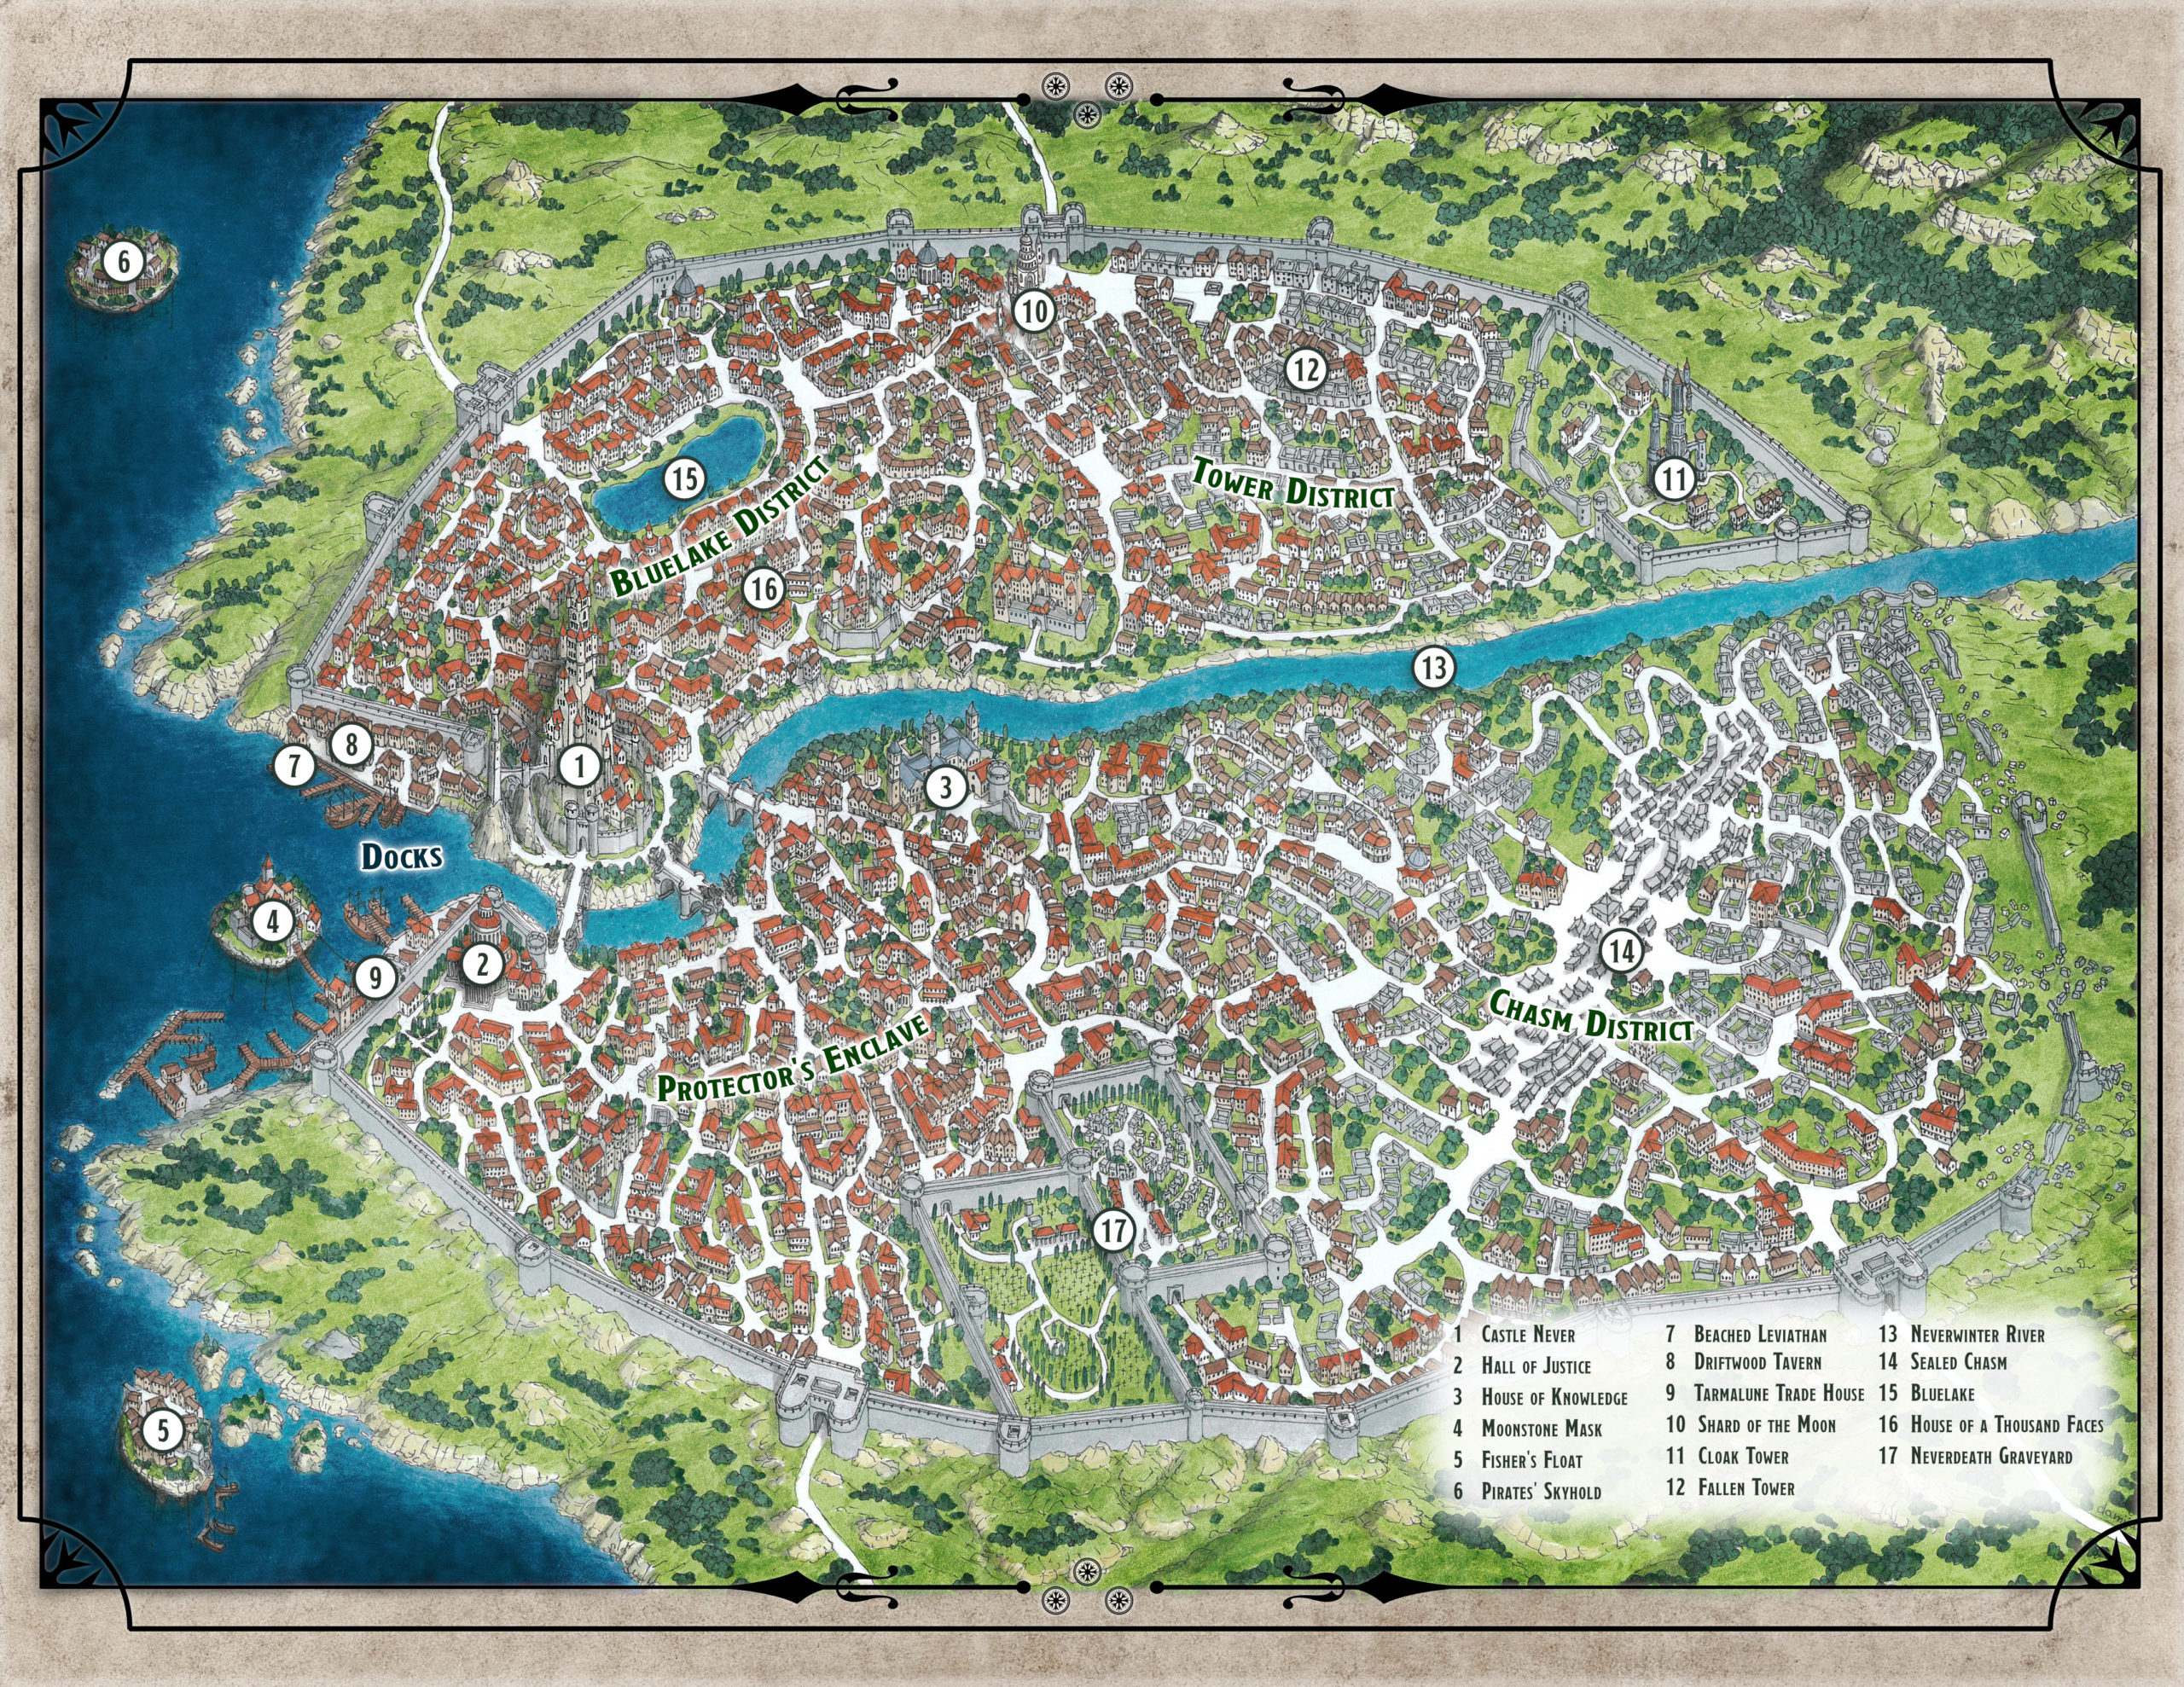 6
10
12
11
15
Bluelake District
Tower District
16
13
8
7
1
3
Docks
4
2
9
14
Chasm District
Protector's Enclave
17
5
1 Castle Never
2 Hall of Justice
3 House of Knowledge
4 Moonstone Mask
5 Fisher's Float
6 Pirates' Skyhold
7 Beached Leviathan
8 Driftwood Tavern
9 Tarmalune Trade House
10 Shard of the Moon
11 Cloak Tower
12 Fallen Tower
13 Neverwinter River
14 Sealed Chasm
15 Bluelake
16 House of a Thousand Faces
17 Neverdeath Graveyard